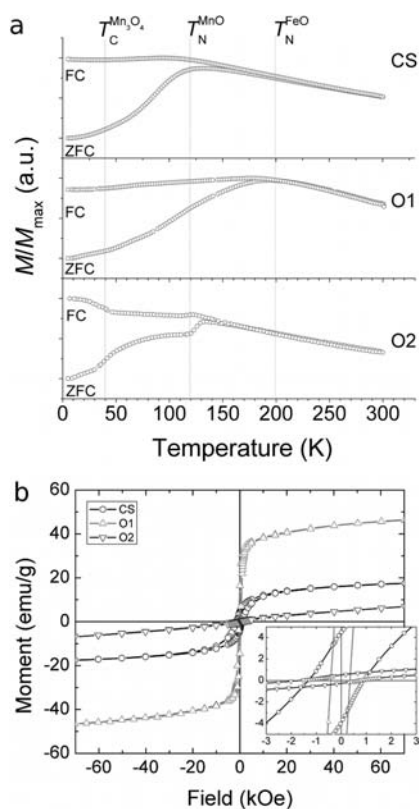 a
T_C^Mn3O4 T_N^MnO T_N^FeO
CS
FC
ZFC
O1
FC
ZFC
O2
FC
ZFC
M/Mmax (a.u.)
0 50 100 150 200 250 300
Temperature (K)
b
60
40
20
0
-20
-40
-60
CS
O1
O2
Moment (emu/g)
4
2
0
-2
-4
-3 -2 -1 0 1 2 3
-60 -40 -20 0 20 40 60
Field (kOe)